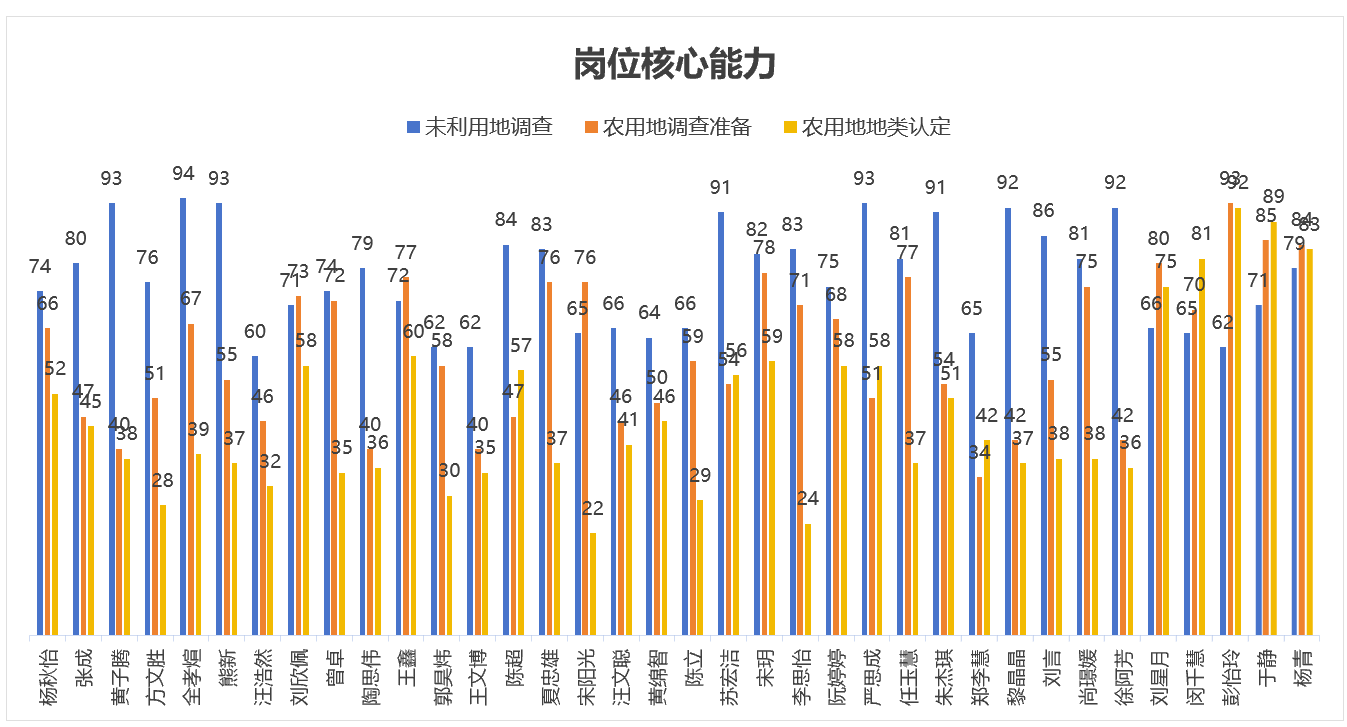 岗位核心能力
未利用地调查 农用地调查准备 农用地地类认定
74 66 52
80 47 45
93 40 38
76 51 28
94 67 39
93 55 37
60 46 32
71 73 58
74 72 35
79 40 36
72 77 60
62 58 30
62 40 35
84 47 57
83 76 37
65 76 22
66 46 41
64 50 46
66 59 29
91 54 56
82 78 59
83 71 24
75 68 58
93 51 58
81 77 37
91 54 51
65 34 42
92 42 37
86 55 38
81 75 38
92 42 36
66 80 75
65 70 81
62 93 92
71 85 89
79 84 83
杨秋怡
张成
黄子腾
方文胜
全孝煊
熊新
汪浩然
刘欣佩
曾卓
陶思伟
王鑫
郭昊炜
王文博
陈超
夏忠雄
宋阳光
汪文聪
黄绵智
陈立
苏宏洁
宋玥
李思怡
阮婷婷
严思成
任玉慧
朱杰琪
郑李慧
黎晶晶
刘言
尚璟媛
徐阿芳
刘星月
闵千慧
彭怡玲
于静
杨青